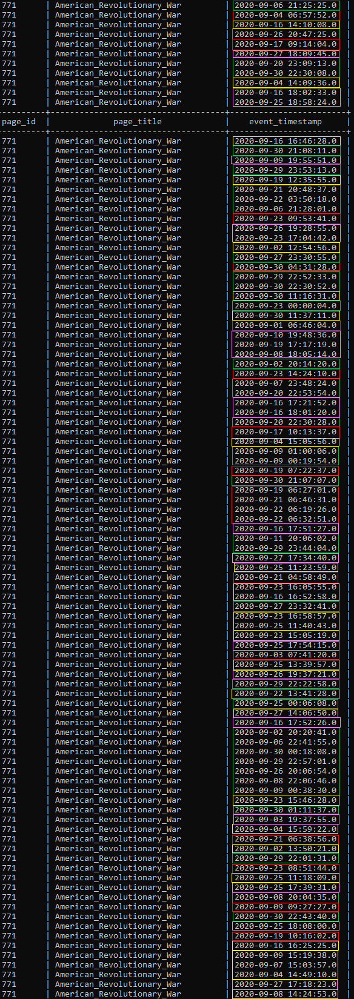 771 | American_Revolutionary_War | 2020-09-06 21:25:25.0 |
771 | American_Revolutionary_War | 2020-09-04 06:57:52.0 |
771 | American_Revolutionary_War | 2020-09-16 14:10:08.0 |
771 | American_Revolutionary_War | 2020-09-26 20:47:25.0 |
771 | American_Revolutionary_War | 2020-09-17 09:14:04.0 |
771 | American_Revolutionary_War | 2020-09-27 18:09:45.0 |
771 | American_Revolutionary_War | 2020-09-20 23:09:13.0 |
771 | American_Revolutionary_War | 2020-09-30 22:30:08.0 |
771 | American_Revolutionary_War | 2020-09-04 14:09:36.0 |
771 | American_Revolutionary_War | 2020-09-16 18:02:33.0 |
771 | American_Revolutionary_War | 2020-09-25 18:58:24.0 |
page_id | page_title | event_timestamp |
771 | American_Revolutionary_War | 2020-09-16 16:46:28.0 |
771 | American_Revolutionary_War | 2020-09-30 21:08:11.0 |
771 | American_Revolutionary_War | 2020-09-09 19:55:51.0 |
771 | American_Revolutionary_War | 2020-09-29 23:53:13.0 |
771 | American_Revolutionary_War | 2020-09-19 12:35:55.0 |
771 | American_Revolutionary_War | 2020-09-21 20:48:37.0 |
771 | American_Revolutionary_War | 2020-09-22 03:50:18.0 |
771 | American_Revolutionary_War | 2020-09-06 21:28:01.0 |
771 | American_Revolutionary_War | 2020-09-23 09:53:41.0 |
771 | American_Revolutionary_War | 2020-09-26 19:28:55.0 |
771 | American_Revolutionary_War | 2020-09-23 17:04:42.0 |
771 | American_Revolutionary_War | 2020-09-02 12:54:56.0 |
771 | American_Revolutionary_War | 2020-09-27 23:30:55.0 |
771 | American_Revolutionary_War | 2020-09-30 04:31:28.0 |
771 | American_Revolutionary_War | 2020-09-29 22:52:33.0 |
771 | American_Revolutionary_War | 2020-09-30 22:30:52.0 |
771 | American_Revolutionary_War | 2020-09-30 11:16:31.0 |
771 | American_Revolutionary_War | 2020-09-23 00:00:04.0 |
771 | American_Revolutionary_War | 2020-09-30 11:37:11.0 |
771 | American_Revolutionary_War | 2020-09-01 06:46:04.0 |
771 | American_Revolutionary_War | 2020-09-10 19:48:36.0 |
771 | American_Revolutionary_War | 2020-09-19 17:17:19.0 |
771 | American_Revolutionary_War | 2020-09-08 18:05:14.0 |
771 | American_Revolutionary_War | 2020-09-02 20:14:20.0 |
771 | American_Revolutionary_War | 2020-09-23 14:24:10.0 |
771 | American_Revolutionary_War | 2020-09-07 23:48:24.0 |
771 | American_Revolutionary_War | 2020-09-20 22:53:54.0 |
771 | American_Revolutionary_War | 2020-09-16 17:21:52.0 |
771 | American_Revolutionary_War | 2020-09-16 18:01:20.0 |
771 | American_Revolutionary_War | 2020-09-20 22:30:28.0 |
771 | American_Revolutionary_War | 2020-09-17 10:13:37.0 |
771 | American_Revolutionary_War | 2020-09-04 15:05:56.0 |
771 | American_Revolutionary_War | 2020-09-09 01:00:06.0 |
771 | American_Revolutionary_War | 2020-09-09 00:19:54.0 |
771 | American_Revolutionary_War | 2020-09-19 07:22:37.0 |
771 | American_Revolutionary_War | 2020-09-30 21:07:07.0 |
771 | American_Revolutionary_War | 2020-09-19 06:27:01.0 |
771 | American_Revolutionary_War | 2020-09-21 06:46:31.0 |
771 | American_Revolutionary_War | 2020-09-22 06:19:26.0 |
771 | American_Revolutionary_War | 2020-09-22 06:32:51.0 |
771 | American_Revolutionary_War | 2020-09-16 17:51:27.0 |
771 | American_Revolutionary_War | 2020-09-11 20:06:02.0 |
771 | American_Revolutionary_War | 2020-09-29 23:44:04.0 |
771 | American_Revolutionary_War | 2020-09-27 17:34:40.0 |
771 | American_Revolutionary_War | 2020-09-25 11:23:59.0 |
771 | American_Revolutionary_War | 2020-09-21 04:58:49.0 |
771 | American_Revolutionary_War | 2020-09-23 16:05:55.0 |
771 | American_Revolutionary_War | 2020-09-16 16:52:58.0 |
771 | American_Revolutionary_War | 2020-09-27 23:32:41.0 |
771 | American_Revolutionary_War | 2020-09-23 16:58:57.0 |
771 | American_Revolutionary_War | 2020-09-25 11:40:43.0 |
771 | American_Revolutionary_War | 2020-09-23 15:05:19.0 |
771 | American_Revolutionary_War | 2020-09-25 17:54:15.0 |
771 | American_Revolutionary_War | 2020-09-03 07:41:20.0 |
771 | American_Revolutionary_War | 2020-09-25 13:39:57.0 |
771 | American_Revolutionary_War | 2020-09-26 19:37:21.0 |
771 | American_Revolutionary_War | 2020-09-29 22:22:58.0 |
771 | American_Revolutionary_War | 2020-09-22 13:41:28.0 |
771 | American_Revolutionary_War | 2020-09-25 00:06:08.0 |
771 | American_Revolutionary_War | 2020-09-27 14:06:50.0 |
771 | American_Revolutionary_War | 2020-09-16 17:52:26.0 |
771 | American_Revolutionary_War | 2020-09-02 20:20:41.0 |
771 | American_Revolutionary_War | 2020-09-06 22:41:55.0 |
771 | American_Revolutionary_War | 2020-09-30 00:18:08.0 |
771 | American_Revolutionary_War | 2020-09-29 22:57:01.0 |
771 | American_Revolutionary_War | 2020-09-26 20:06:54.0 |
771 | American_Revolutionary_War | 2020-09-08 22:06:46.0 |
771 | American_Revolutionary_War | 2020-09-09 00:38:30.0 |
771 | American_Revolutionary_War | 2020-09-23 15:46:28.0 |
771 | American_Revolutionary_War | 2020-09-30 01:11:37.0 |
771 | American_Revolutionary_War | 2020-09-03 19:37:55.0 |
771 | American_Revolutionary_War | 2020-09-04 15:59:22.0 |
771 | American_Revolutionary_War | 2020-09-21 06:38:56.0 |
771 | American_Revolutionary_War | 2020-09-02 13:50:21.0 |
771 | American_Revolutionary_War | 2020-09-29 22:01:31.0 |
771 | American_Revolutionary_War | 2020-09-23 08:51:44.0 |
771 | American_Revolutionary_War | 2020-09-25 11:18:09.0 |
771 | American_Revolutionary_War | 2020-09-25 17:39:31.0 |
771 | American_Revolutionary_War | 2020-09-08 20:04:35.0 |
771 | American_Revolutionary_War | 2020-09-09 09:27:27.0 |
771 | American_Revolutionary_War | 2020-09-30 22:43:40.0 |
771 | American_Revolutionary_War | 2020-09-25 18:08:00.0 |
771 | American_Revolutionary_War | 2020-09-19 10:16:02.0 |
771 | American_Revolutionary_War | 2020-09-16 16:25:25.0 |
771 | American_Revolutionary_War | 2020-09-09 15:19:38.0 |
771 | American_Revolutionary_War | 2020-09-07 15:03:57.0 |
771 | American_Revolutionary_War | 2020-09-04 14:49:10.0 |
771 | American_Revolutionary_War | 2020-09-27 17:18:23.0 |
771 | American_Revolutionary_War | 2020-09-08 14:24:53.0 |